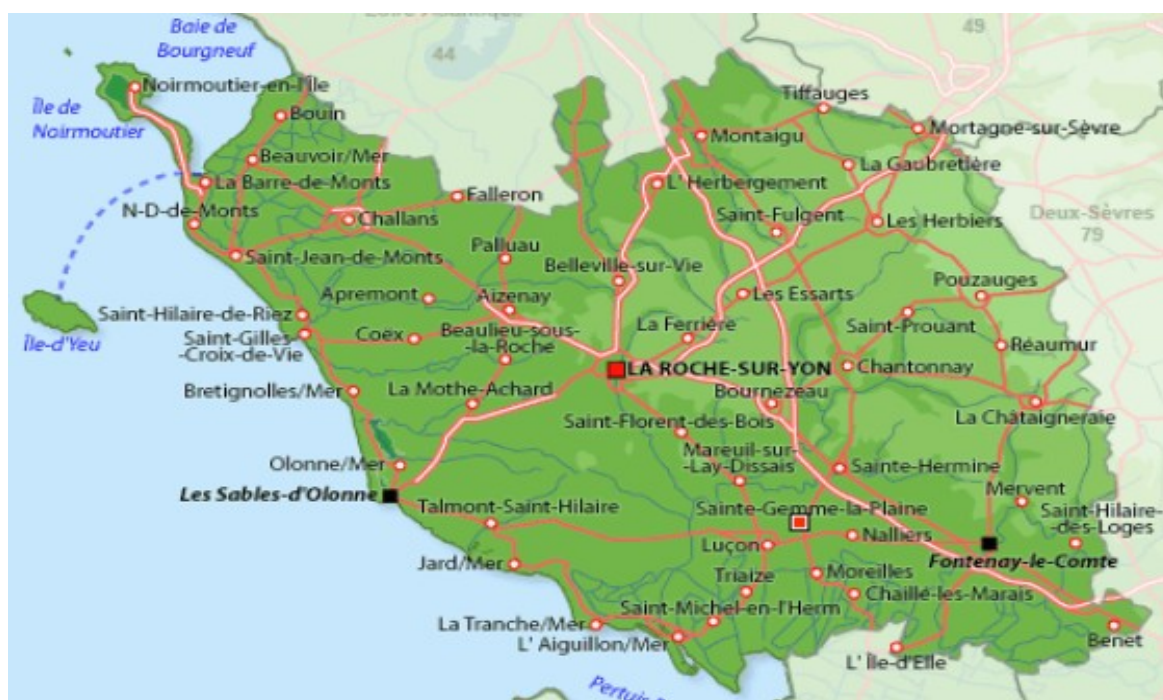 Loire Atlantique
Baie de
Bourgneuf
44
49
Noirmoutier-en-l'Île
Île de
Noirmoutier
Bouin
Tiffauges
Montaigu
Mortagne-sur-Sèvre
Beauvoir/Mer
La Gaubretière
La Barre-de-Monts
Falleron
L' Herbergement
N-D-de-Monts
Challans
Saint-Fulgent
Les Herbiers
Deux-Sèvres
79
Palluau
Saint-Jean-de-Monts
Belleville-sur-Vie
Pouzauges
Apremont
Aizenay
Les Essarts
Saint-Hilaire-de-Riez
Île-d'Yeu
Saint-Gilles-
-Croix-de-Vie
Coex
Beaulieu-sous-
-la-Roche
La Ferrière
Saint-Prouant
Réaumur
LA ROCHE-SUR-YON
Chantonnay
Bretignolles/Mer
La Mothe-Achard
Bournezeau
La Châtaigneraie
Saint-Florent-des-Bois
Mareuil-sur-
-Lay-Dissais
Olonne/Mer
Sainte-Hermine
Les Sables-d'Olonne
Mervent
Talmont-Saint-Hilaire
Sainte-Gemme-la-Plaine
Saint-Hilaire-
-des-Loges
Luçon
Nalliers
Fontenay-le-Comte
Jard/Mer
Triaize
Moreilles
Chaillé-les-Marais
Saint-Michel-en-l'Herm
La Tranche/Mer
L' Aiguillon/Mer
Benet
L' Île-d'Elle
Pertuis